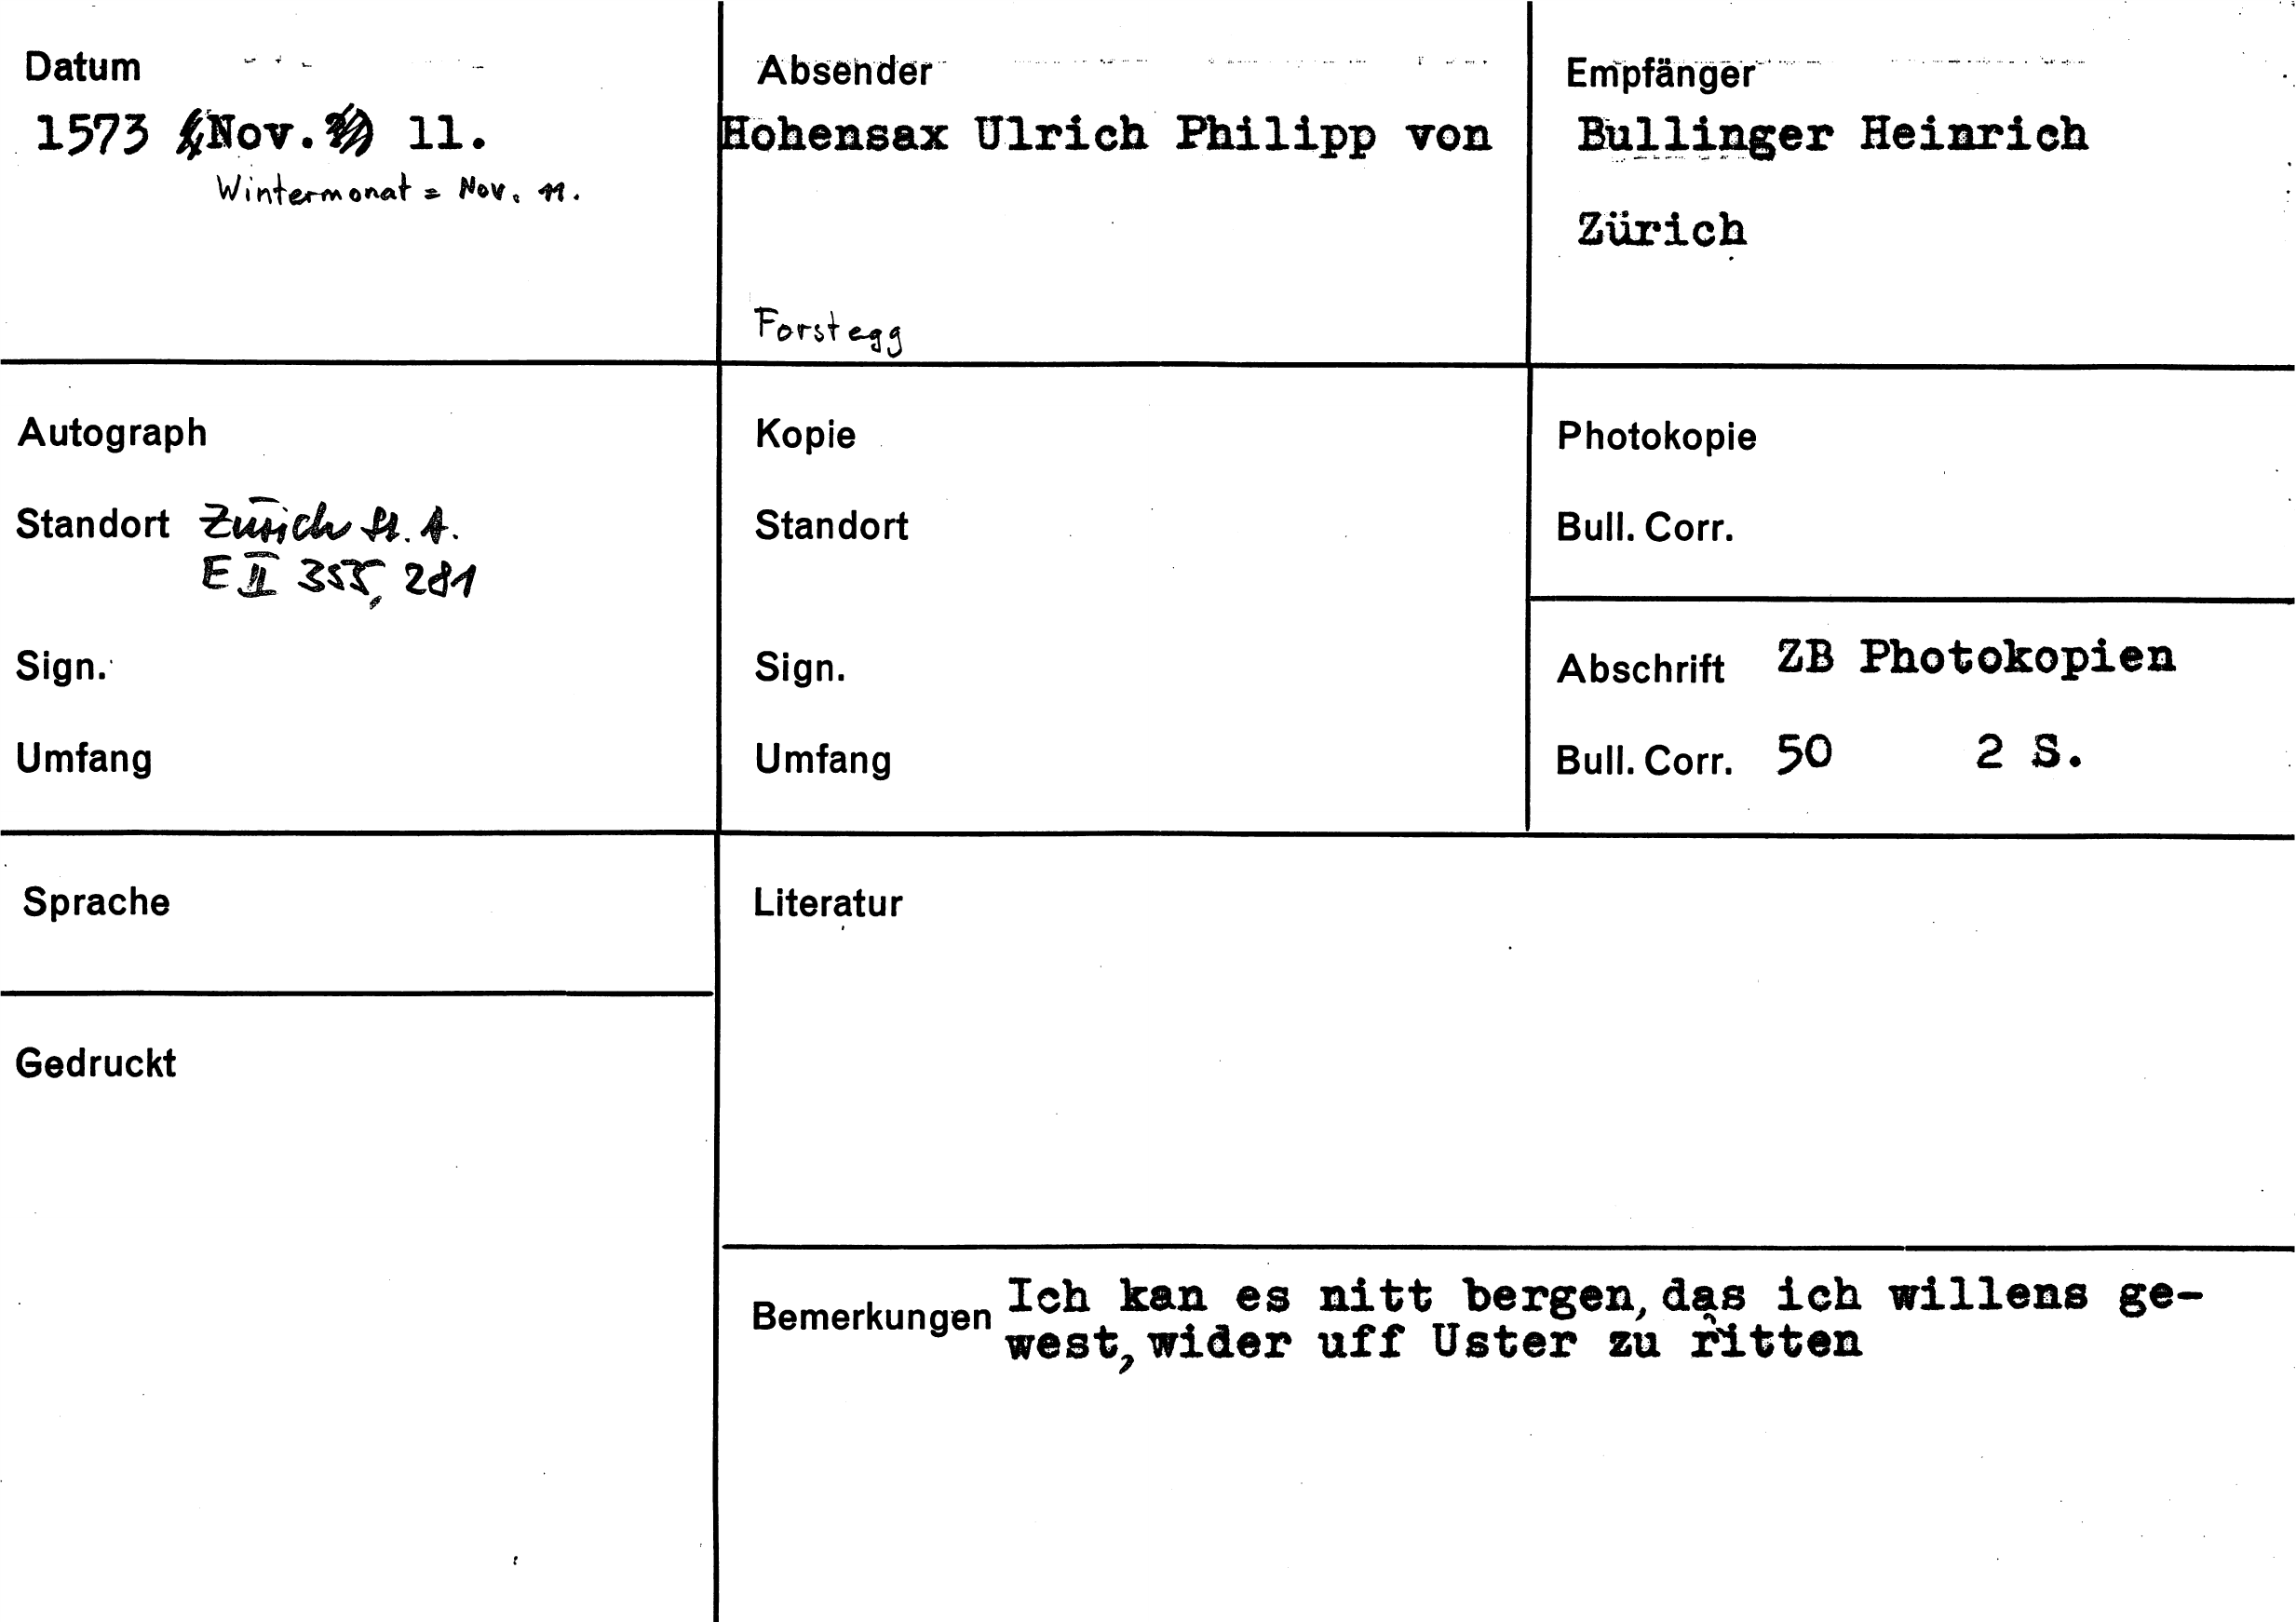 Datum
1573 Nov. 11.
Wintermonat = Nov. 11.
Absender
Hohensax Ulrich Philipp von
Forstegg
Empfänger
Bullinger Heinrich
Zürich
Autograph
Standort Zürich St. A.
E II 355, 281
Sign.
Umfang
Kopie
Standort
Sign.
Umfang
Photokopie
Bull. Corr.
Abschrift ZB Photokopien
Bull. Corr. 50 2 S.
Sprache
Gedruckt
Literatur
Bemerkungen Ich kan es nitt bergen, das ich willens ge-
west, wider uff Uster zu ritten